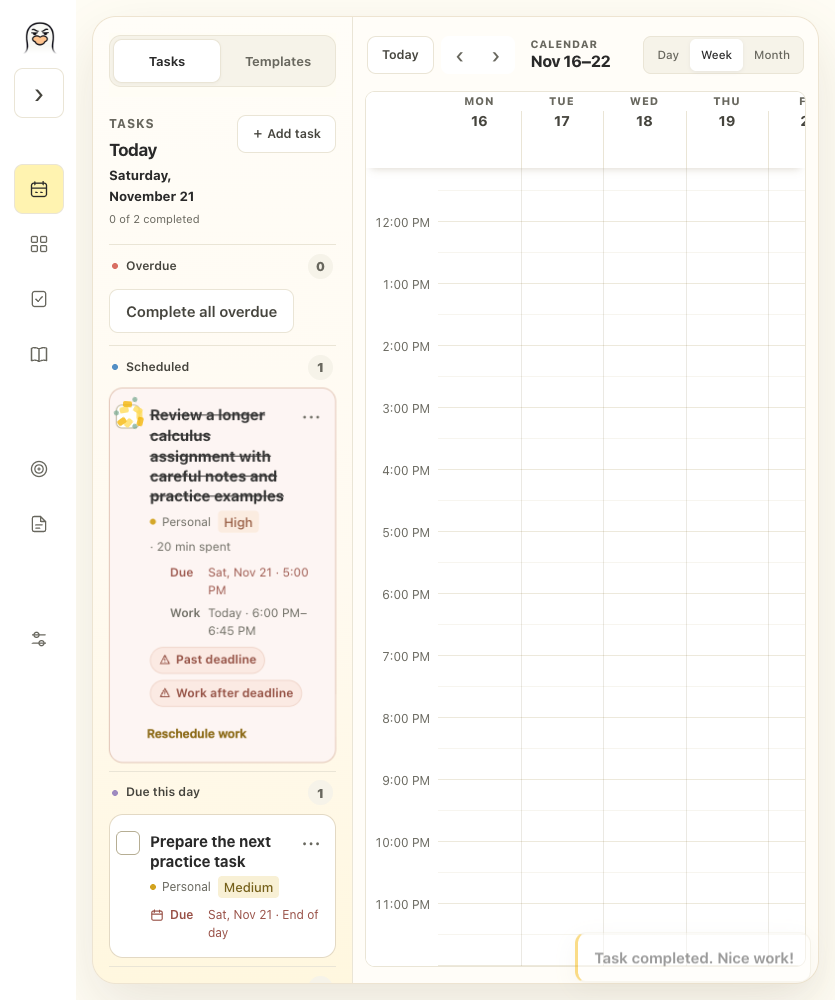 Tasks
Templates
TASKS
+ Add task
Today
Saturday,
November 21
0 of 2 completed
Overdue
0
Complete all overdue
Scheduled
1
Review a longer
calculus
assignment with
careful notes and
practice examples
Personal
High
· 20 min spent
Due
Sat, Nov 21 · 5:00
PM
Work
Today · 6:00 PM–
6:45 PM
Past deadline
Work after deadline
Reschedule work
Due this day
1
Prepare the next
practice task
Personal
Medium
Due
Sat, Nov 21 · End of
day
Today
CALENDAR
Nov 16–22
Day
Week
Month
MON
16
TUE
17
WED
18
THU
19
12:00 PM
1:00 PM
2:00 PM
3:00 PM
4:00 PM
5:00 PM
6:00 PM
7:00 PM
8:00 PM
9:00 PM
10:00 PM
11:00 PM
Task completed. Nice work!